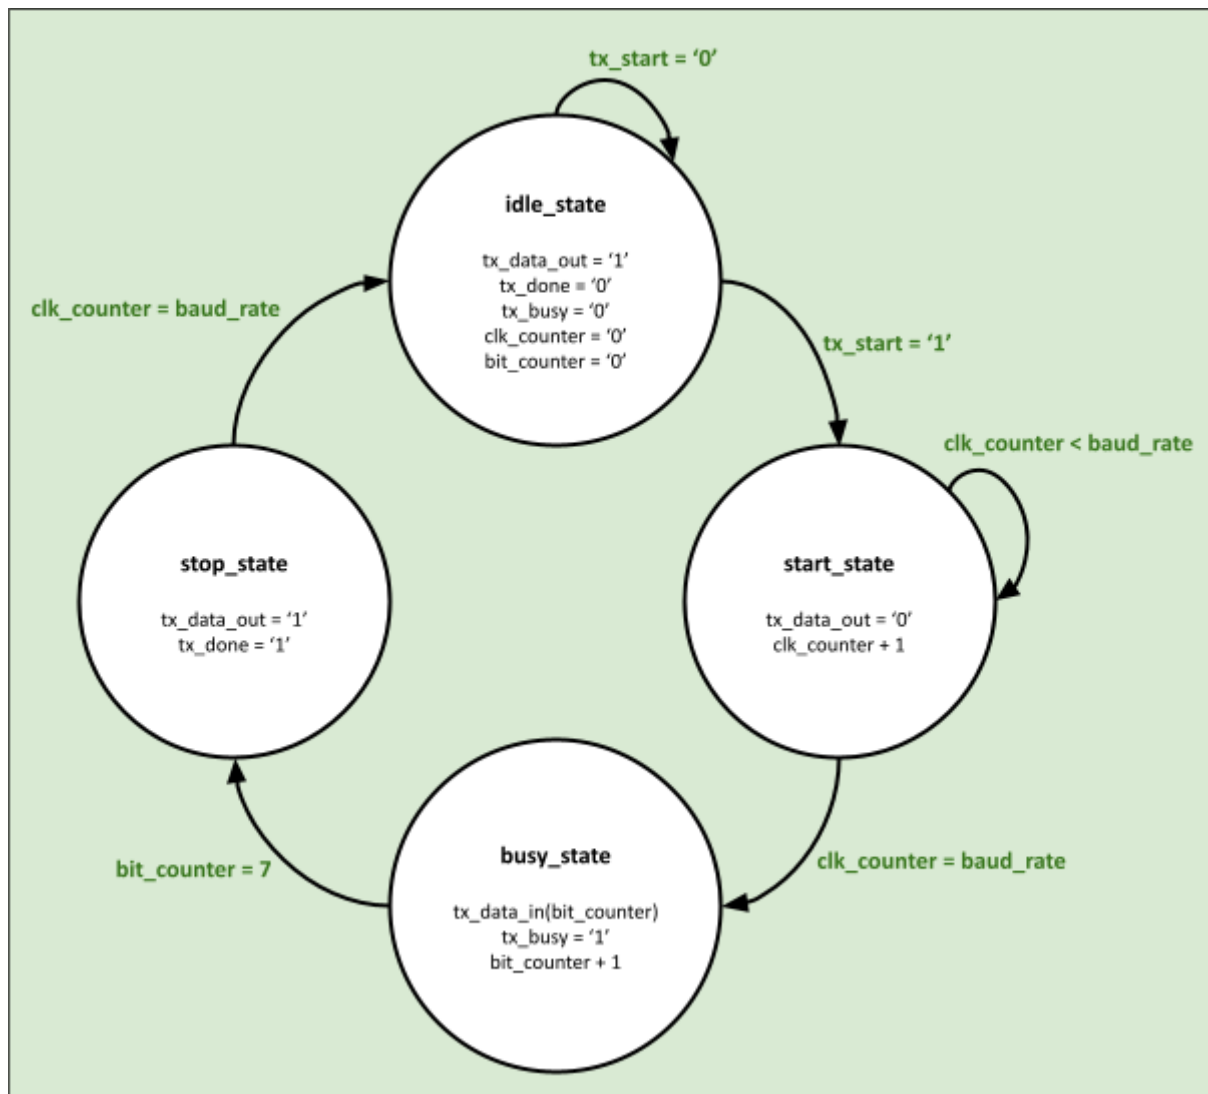 tx_start = ‘0’
idle_state
tx_data_out = ‘1’
tx_done = ‘0’
tx_busy = ‘0’
clk_counter = ‘0’
bit_counter = ‘0’
clk_counter = baud_rate
tx_start = ‘1’
clk_counter < baud_rate
stop_state
tx_data_out = ‘1’
tx_done = ‘1’
start_state
tx_data_out = ‘0’
clk_counter + 1
busy_state
tx_data_in(bit_counter)
tx_busy = ‘1’
bit_counter + 1
bit_counter = 7
clk_counter = baud_rate